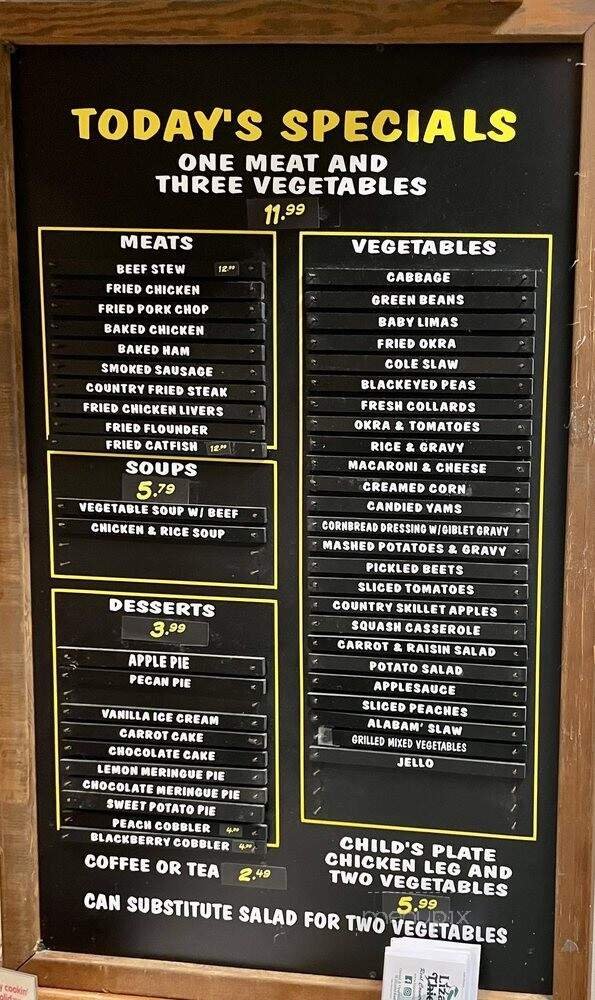 TODAY'S SPECIALS
ONE MEAT AND
THREE VEGETABLES
11.99
MEATS
BEEF STEW 12.99
FRIED CHICKEN
FRIED PORK CHOP
BAKED CHICKEN
BAKED HAM
SMOKED SAUSAGE
COUNTRY FRIED STEAK
FRIED CHICKEN LIVERS
FRIED FLOUNDER
FRIED CATFISH 12.99
SOUPS
5.79
VEGETABLE SOUP W/ BEEF
CHICKEN & RICE SOUP
DESSERTS
3.99
APPLE PIE
PECAN PIE
VANILLA ICE CREAM
CARROT CAKE
CHOCOLATE CAKE
LEMON MERINGUE PIE
CHOCOLATE MERINGUE PIE
SWEET POTATO PIE
PEACH COBBLER 4.49
BLACKBERRY COBBLER 4.49
COFFEE OR TEA 2.49
VEGETABLES
CABBAGE
GREEN BEANS
BABY LIMAS
FRIED OKRA
COLE SLAW
BLACKEYED PEAS
FRESH COLLARDS
OKRA & TOMATOES
RICE & GRAVY
MACARONI & CHEESE
CREAMED CORN
CANDIED YAMS
CORNBREAD DRESSING W/GIBLET GRAVY
MASHED POTATOES & GRAVY
PICKLED BEETS
SLICED TOMATOES
COUNTRY SKILLET APPLES
SQUASH CASSEROLE
CARROT & RAISIN SALAD
POTATO SALAD
APPLESAUCE
SLICED PEACHES
ALABAM' SLAW
GRILLED MIXED VEGETABLES
JELLO
CHILD'S PLATE
CHICKEN LEG AND
TWO VEGETABLES
5.99
menupix
CAN SUBSTITUTE SALAD FOR TWO VEGETABLES